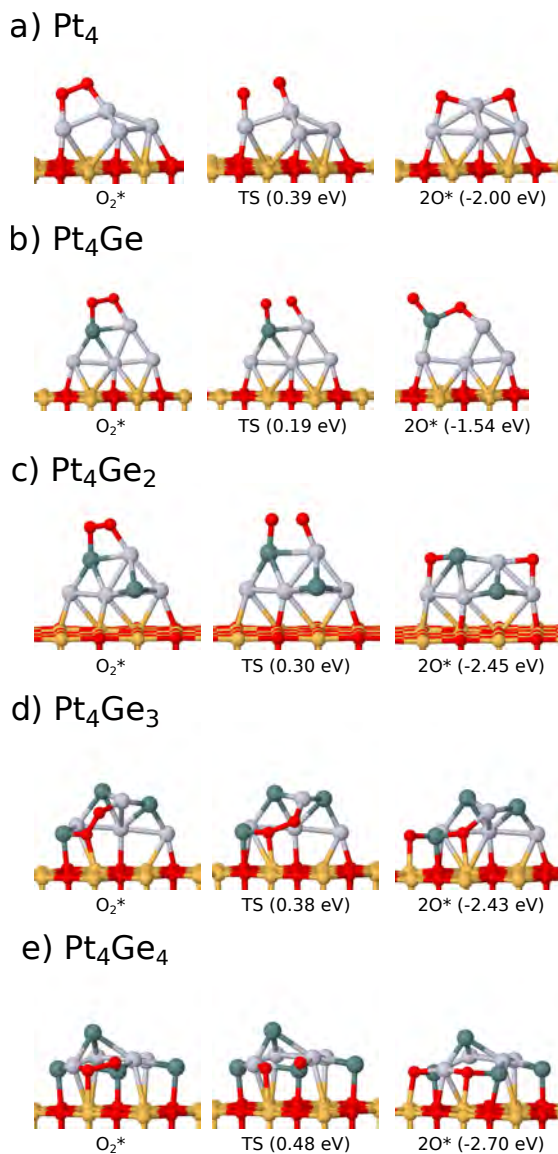 a) Pt₄
O₂* TS (0.39 eV) 2O* (-2.00 eV)
b) Pt₄Ge
O₂* TS (0.19 eV) 2O* (-1.54 eV)
c) Pt₄Ge₂
O₂* TS (0.30 eV) 2O* (-2.45 eV)
d) Pt₄Ge₃
O₂* TS (0.38 eV) 2O* (-2.43 eV)
e) Pt₄Ge₄
O₂* TS (0.48 eV) 2O* (-2.70 eV)